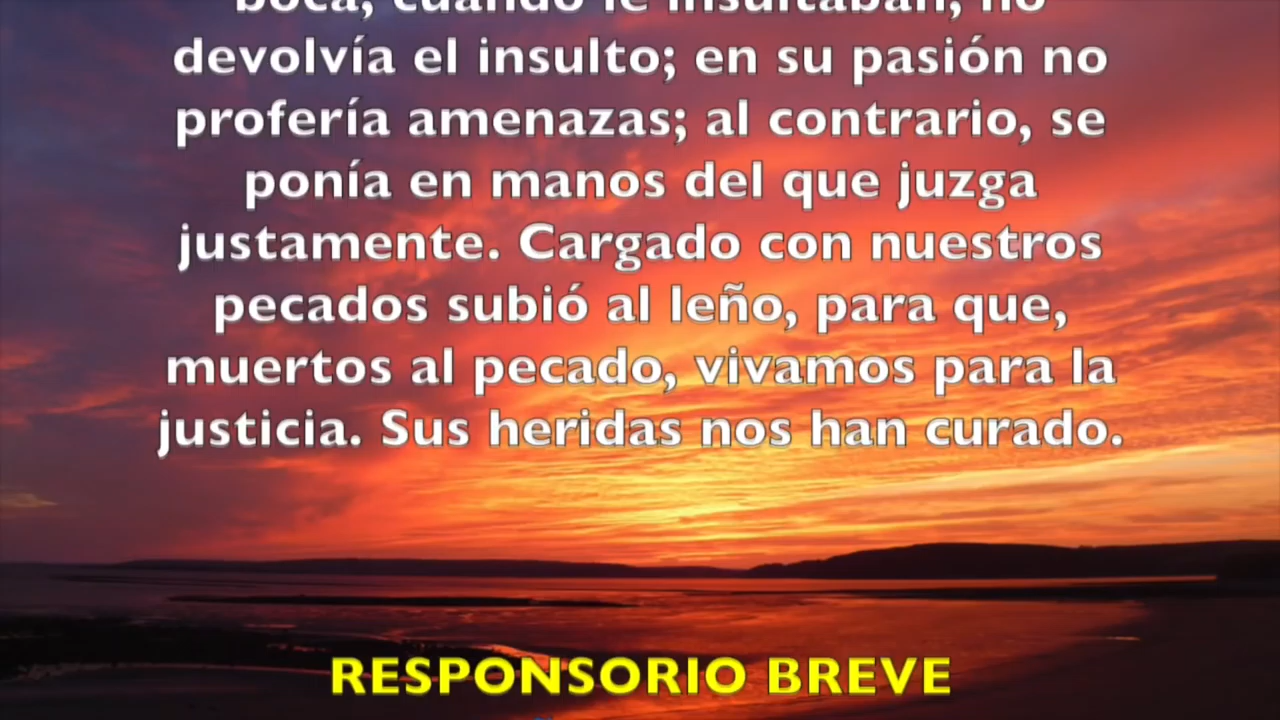 boca, cuando le insultaban, no
devolvía el insulto; en su pasión no
profería amenazas; al contrario, se
ponía en manos del que juzga
justamente. Cargado con nuestros
pecados subió al leño, para que,
muertos al pecado, vivamos para la
justicia. Sus heridas nos han curado.
RESPONSORIO BREVE